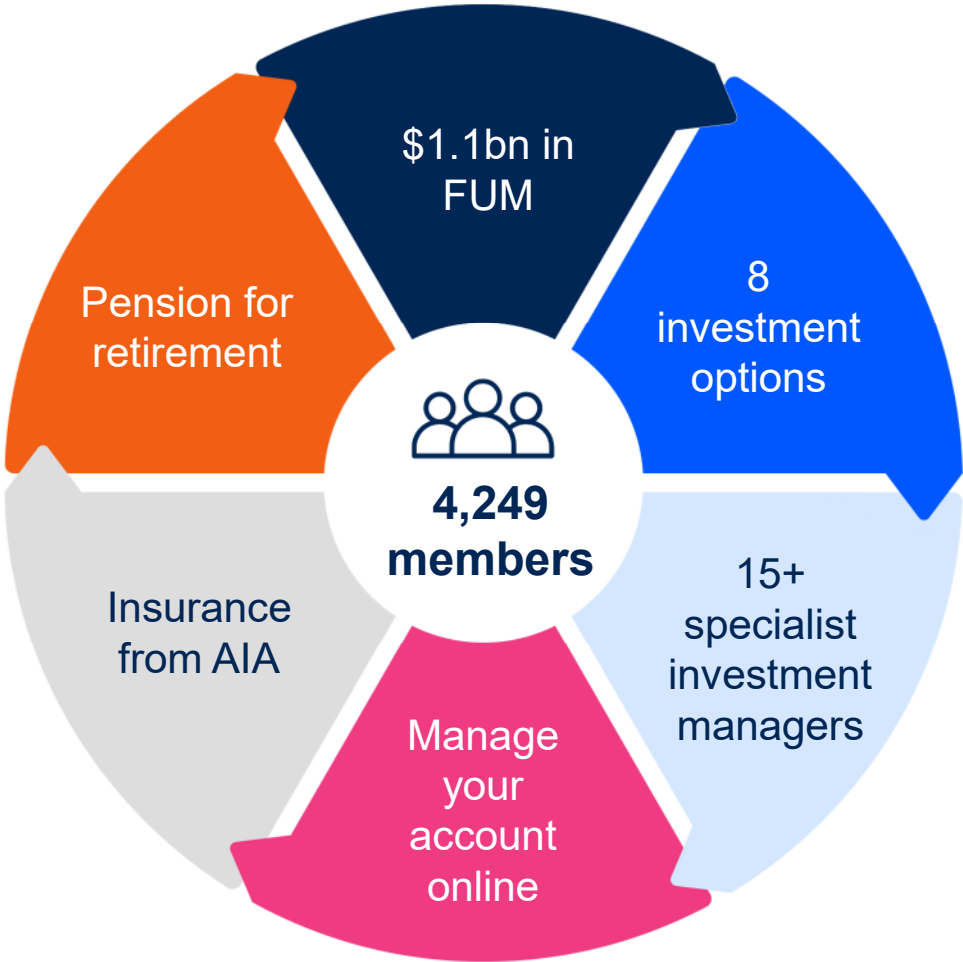 $1.1bn in
FUM
8
investment
options
15+
specialist
investment
managers
Manage
your
account
online
Insurance
from AIA
Pension for
retirement
4,249
members